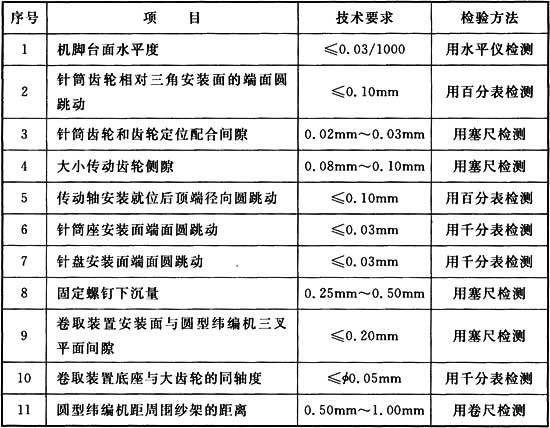 序号 项 目 技术要求 检验方法
1 机脚台面水平度 ≤0.03/1000 用水平仪检测
2 针筒齿轮相对三角安装面的端面圆
跳动 ≤0.10mm 用百分表检测
3 针筒齿轮和齿轮定位配合间隙 0.02mm～0.03mm 用塞尺检测
4 大小传动齿轮侧隙 0.08mm～0.10mm 用塞尺检测
5 传动轴安装就位后顶端径向圆跳动 ≤0.10mm 用百分表检测
6 针筒座安装面端面圆跳动 ≤0.03mm 用千分表检测
7 针盘安装面端面圆跳动 ≤0.03mm 用千分表检测
8 固定螺钉下沉量 0.25mm～0.50mm 用塞尺检测
9 卷取装置安装面与圆型纬编机三叉
平面间隙 ≤0.20mm 用塞尺检测
10 卷取装置底座与大齿轮的同轴度 ≤ϕ0.05mm 用千分表检测
11 圆型纬编机距周围纱架的距离 0.50mm～1.00mm 用卷尺检测